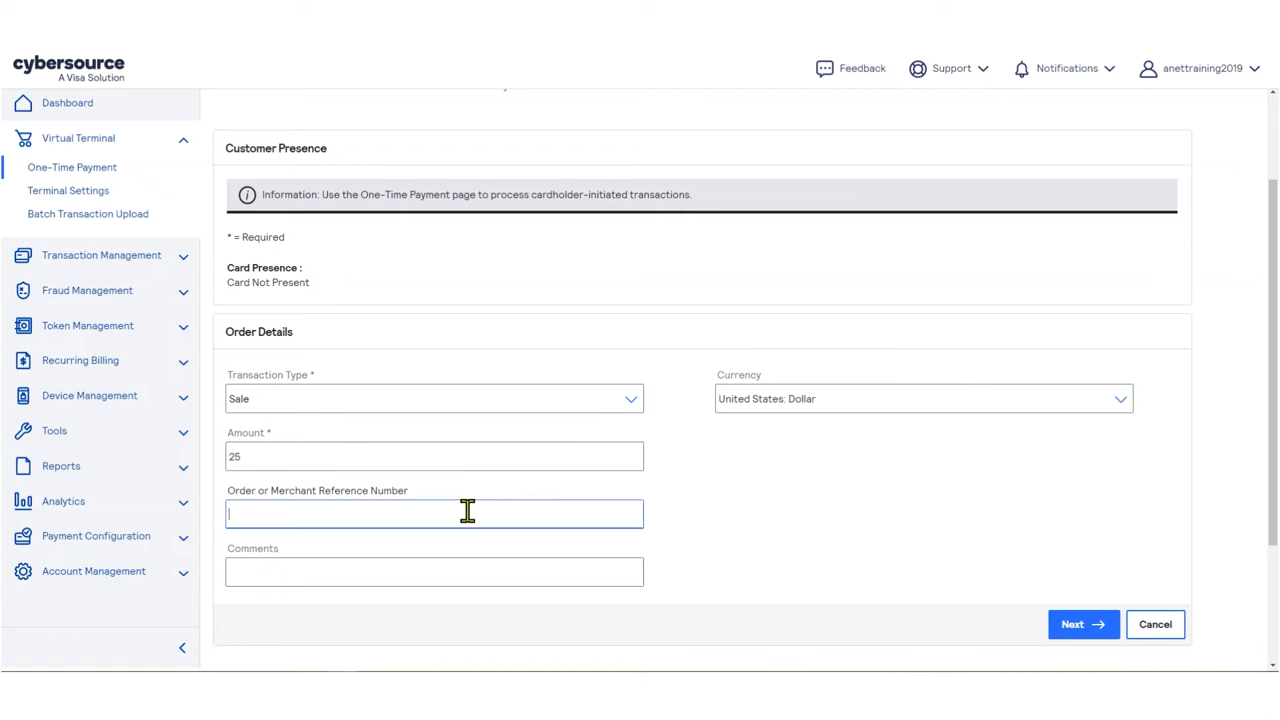 cybersource
A Visa Solution
Feedback
Support
Notifications
anettraining2019
Dashboard
Virtual Terminal
One-Time Payment
Terminal Settings
Batch Transaction Upload
Transaction Management
Fraud Management
Token Management
Recurring Billing
Device Management
Tools
Reports
Analytics
Payment Configuration
Account Management
Customer Presence
Information: Use the One-Time Payment page to process cardholder-initiated transactions.
* = Required
Card Presence :
Card Not Present
Order Details
Transaction Type *
Sale
Currency
United States: Dollar
Amount *
25
Order or Merchant Reference Number
Comments
Next
Cancel